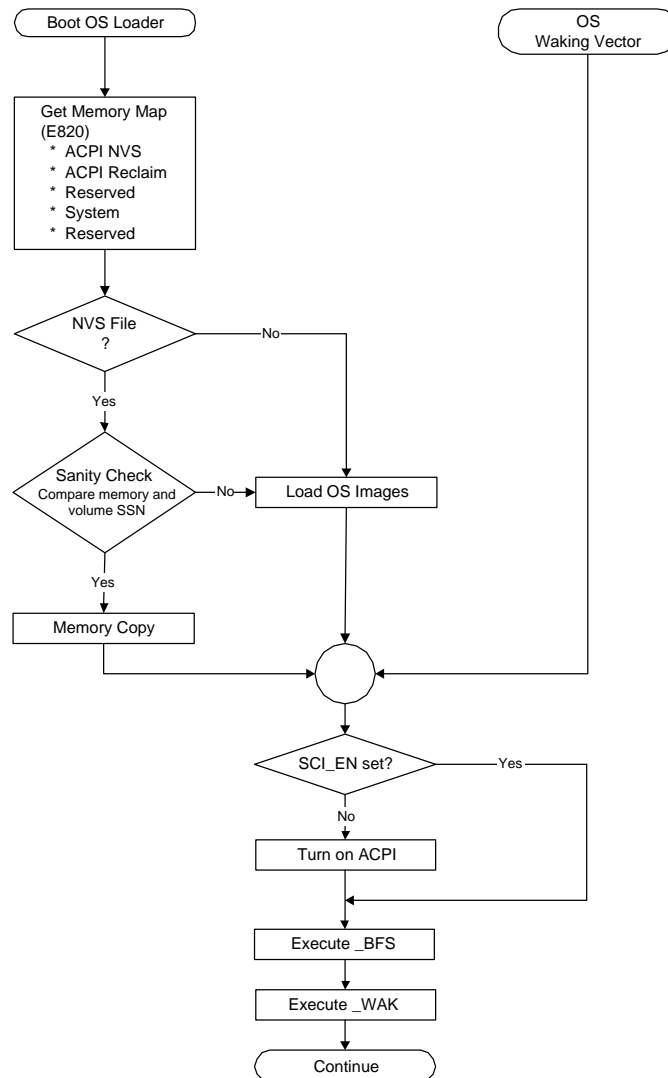 Boot OS Loader
OS
Waking Vector
Get Memory Map
(E820)
* ACPI NVS
* ACPI Reclaim
* Reserved
* System
* Reserved
NVS File
?
No
Yes
Sanity Check
Compare memory and
volume SSN
No
Load OS Images
Yes
Memory Copy
SCI_EN set?
Yes
No
Turn on ACPI
Execute _BFS
Execute _WAK
Continue